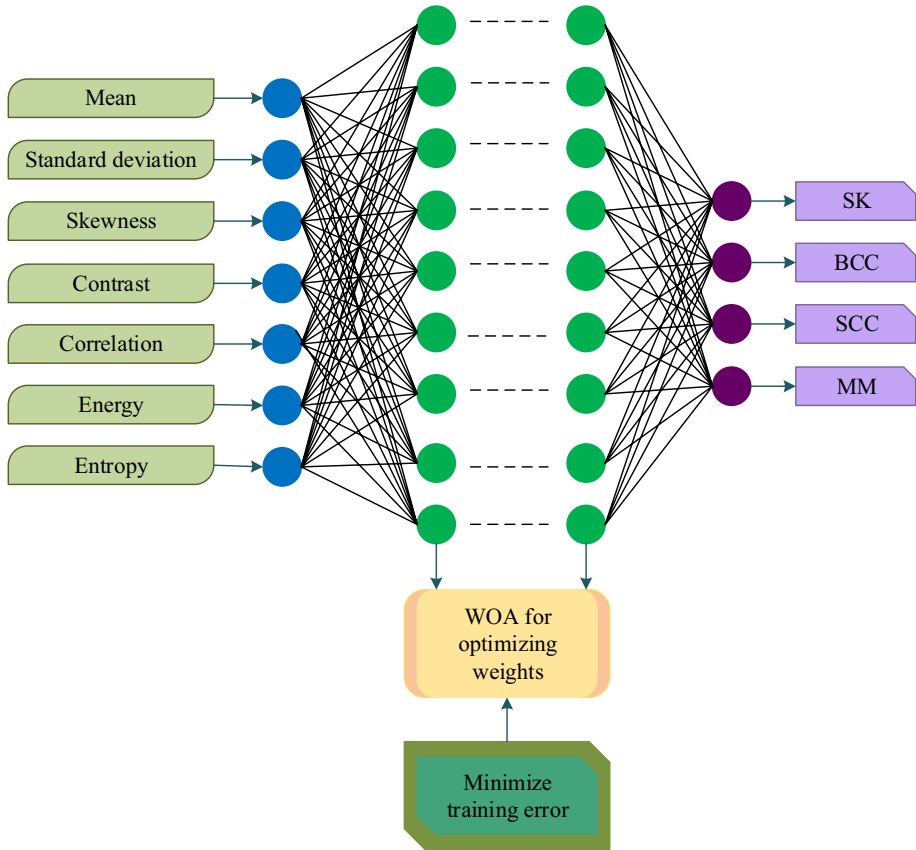 Mean
Standard deviation
Skewness
Contrast
Correlation
Energy
Entropy
SK
BCC
SCC
MM
WOA for
optimizing
weights
Minimize
training error